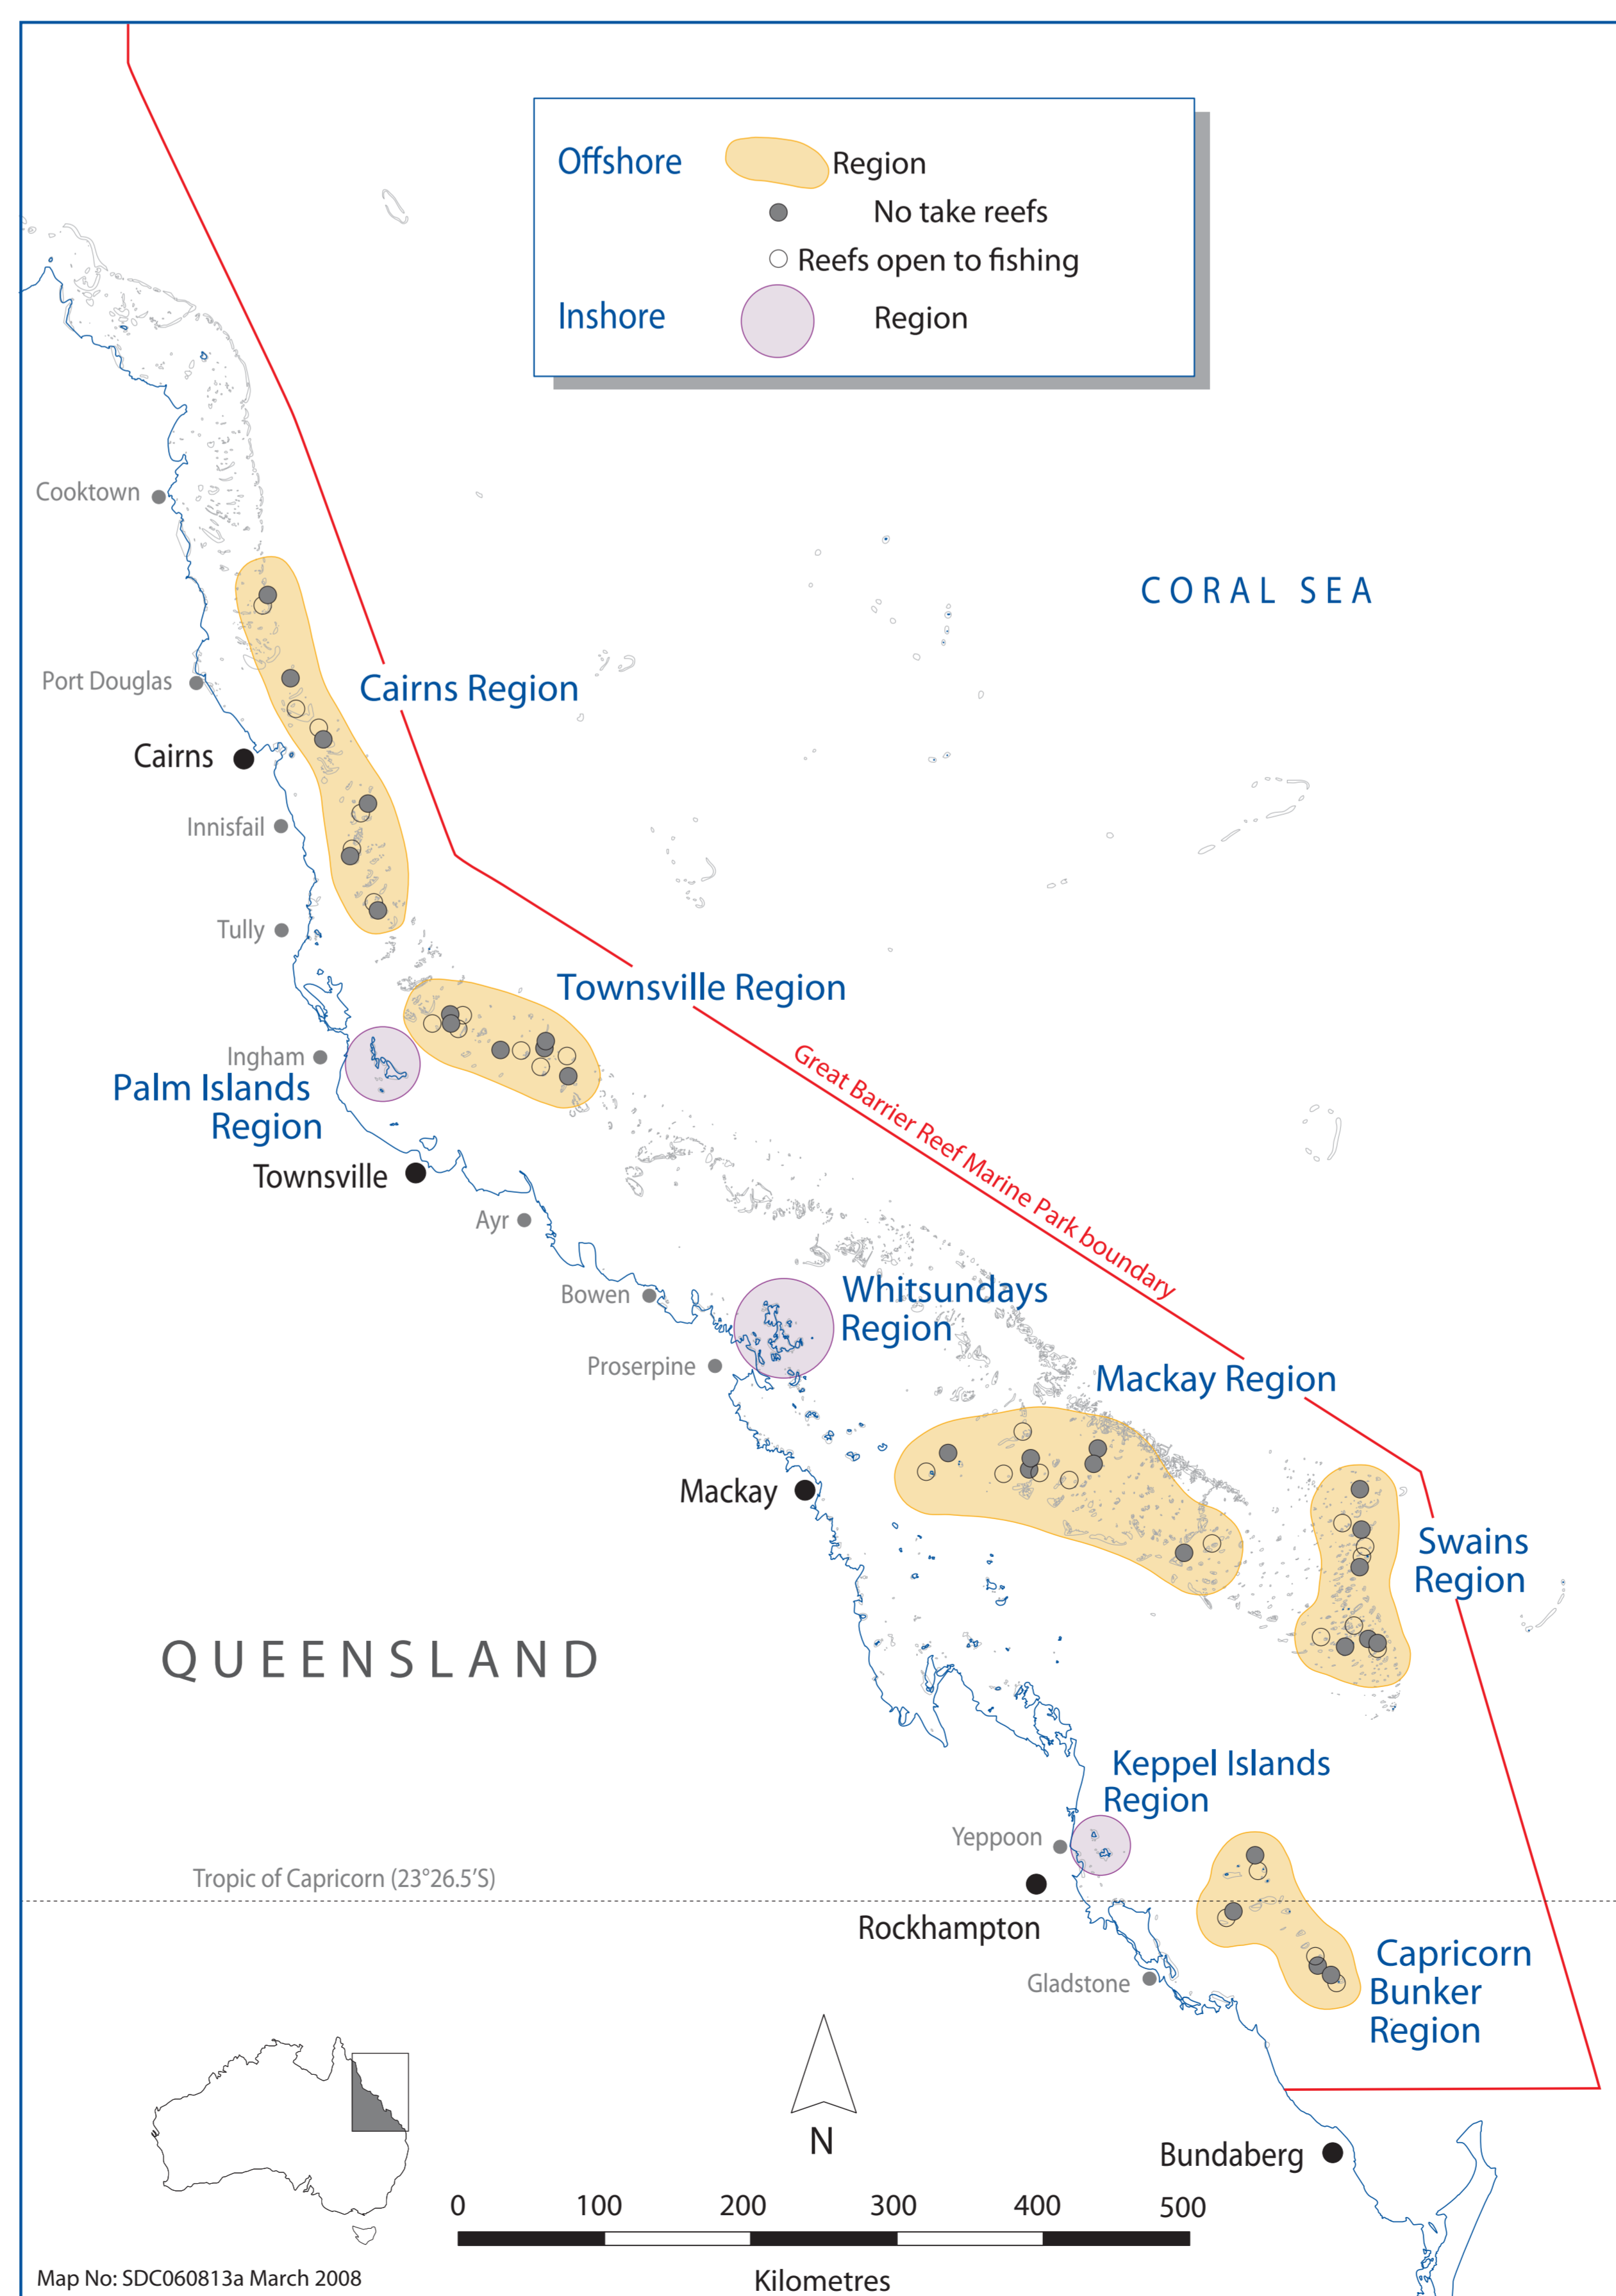 Offshore
Region
No take reefs
Reefs open to fishing
Inshore
Region
Cooktown
CORAL SEA
Port Douglas
Cairns Region
Cairns
Innisfail
Tully
Townsville Region
Ingham
Palm Islands
Region
Great Barrier Reef Marine Park boundary
Townsville
Ayr
Bowen
Whitsundays
Region
Proserpine
Mackay Region
Mackay
Swains
Region
QUEENSLAND
Keppel Islands
Region
Yeppoon
Tropic of Capricorn (23°26.5'S)
Rockhampton
Capricorn
Bunker
Region
Gladstone
N
Bundaberg
0 100 200 300 400 500
Kilometres
Map No: SDC060813a March 2008